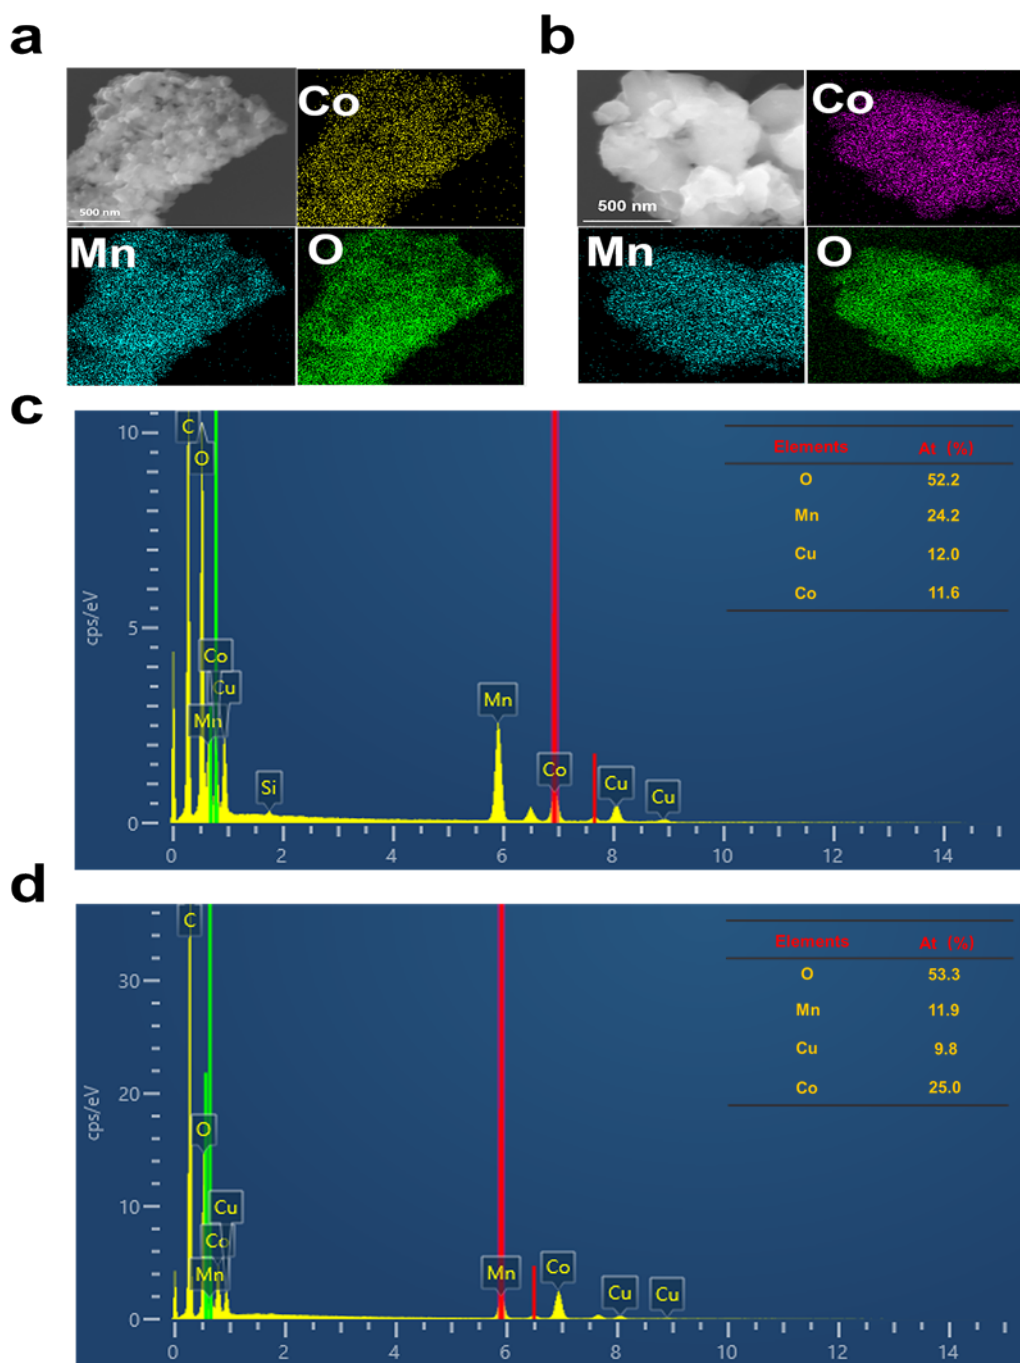 a
b
Co
500 nm
Mn
O
Co
500 nm
Mn
O
c
10
5
0
cps/eV
C
O
Co
Cu
Mn
Si
Mn
Co
Cu
Cu
0 2 4 6 8 10 12 14
Elements At (%)
O 52.2
Mn 24.2
Cu 12.0
Co 11.6
d
30
20
10
0
cps/eV
C
O
Cu
Co
Mn
Mn
Co
Cu
Cu
0 2 4 6 8 10 12 14
Elements At (%)
O 53.3
Mn 11.9
Cu 9.8
Co 25.0